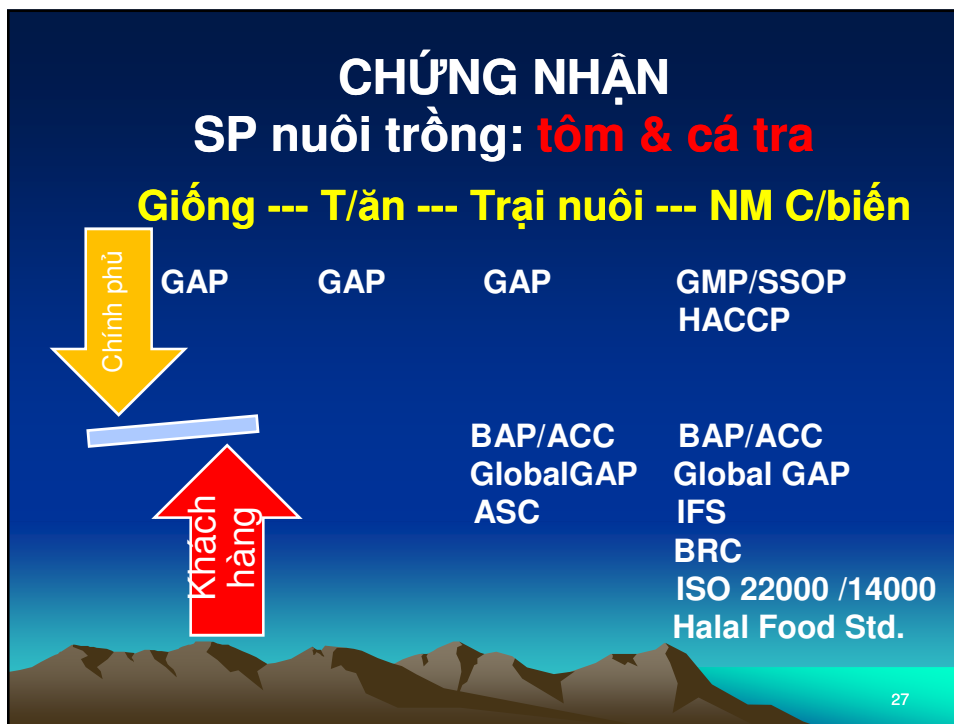 CHỨNG NHẬN
SP nuôi trồng: tôm & cá tra
Giống --- T/ăn --- Trại nuôi --- NM C/biến
Chính phủ
GAP GAP GAP GMP/SSOP
HACCP
Khách
hàng
BAP/ACC BAP/ACC
GlobalGAP Global GAP
ASC IFS
BRC
ISO 22000 /14000
Halal Food Std.
27